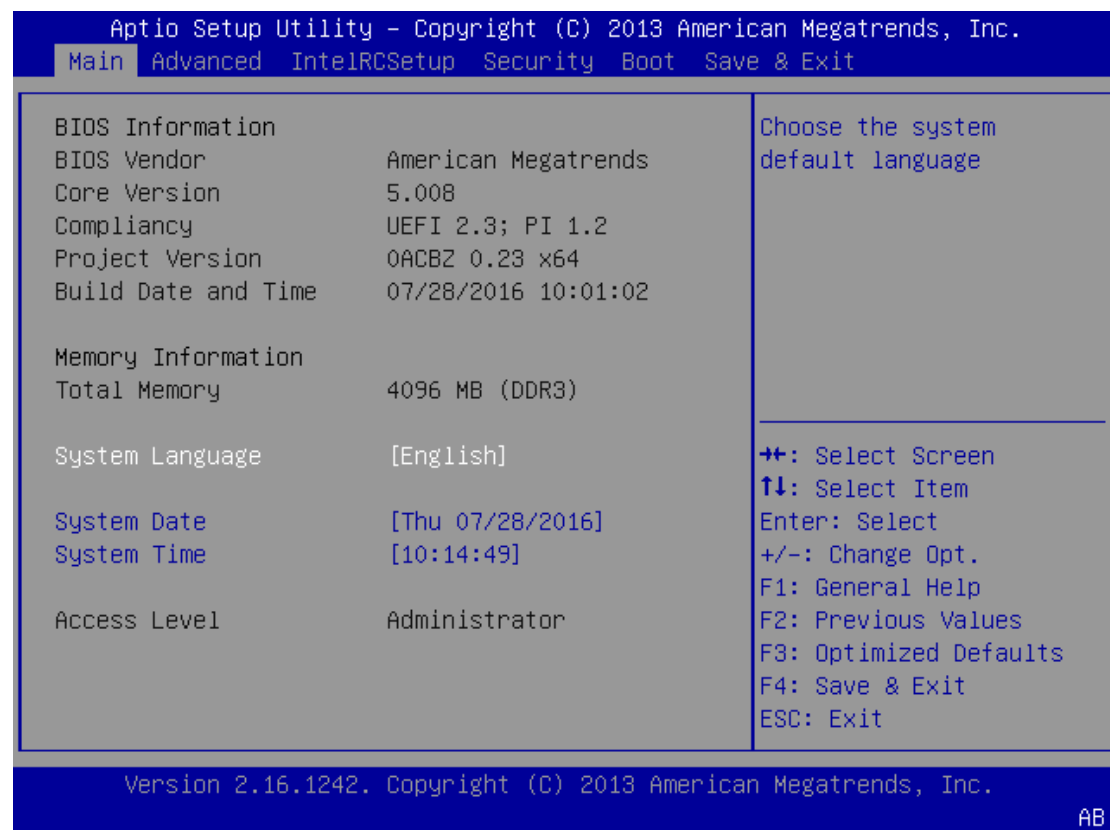 Aptio Setup Utility – Copyright (C) 2013 American Megatrends, Inc.
Main Advanced IntelRCSetup Security Boot Save & Exit
BIOS Information
BIOS Vendor American Megatrends
Core Version 5.008
Compliancy UEFI 2.3; PI 1.2
Project Version 0ACBZ 0.23 x64
Build Date and Time 07/28/2016 10:01:02
Memory Information
Total Memory 4096 MB (DDR3)
System Language [English]
System Date [Thu 07/28/2016]
System Time [10:14:49]
Access Level Administrator
Choose the system
default language
→←: Select Screen
↑↓: Select Item
Enter: Select
+/-: Change Opt.
F1: General Help
F2: Previous Values
F3: Optimized Defaults
F4: Save & Exit
ESC: Exit
Version 2.16.1242. Copyright (C) 2013 American Megatrends, Inc.
AB